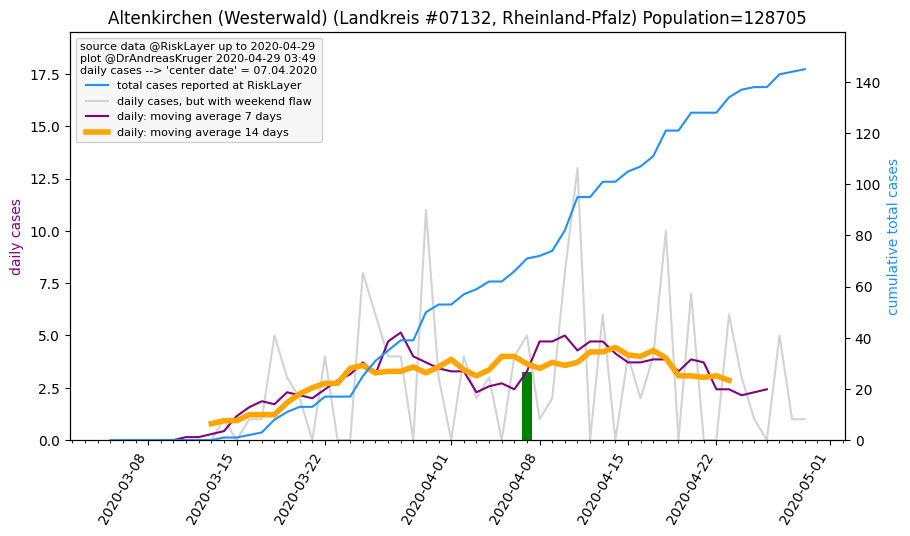 Altenkirchen (Westerwald) (Landkreis #07132, Rheinland-Pfalz) Population=128705
source data @RiskLayer up to 2020-04-29
plot @DrAndreasKruger 2020-04-29 03:49
daily cases --> 'center date' = 07.04.2020
total cases reported at RiskLayer
daily cases, but with weekend flaw
daily: moving average 7 days
daily: moving average 14 days
daily cases
17.5
15.0
12.5
10.0
7.5
5.0
2.5
0.0
140
120
100
80
60
40
20
0
cumulative total cases
2020-03-08
2020-03-15
2020-03-22
2020-04-01
2020-04-08
2020-04-15
2020-04-22
2020-05-01